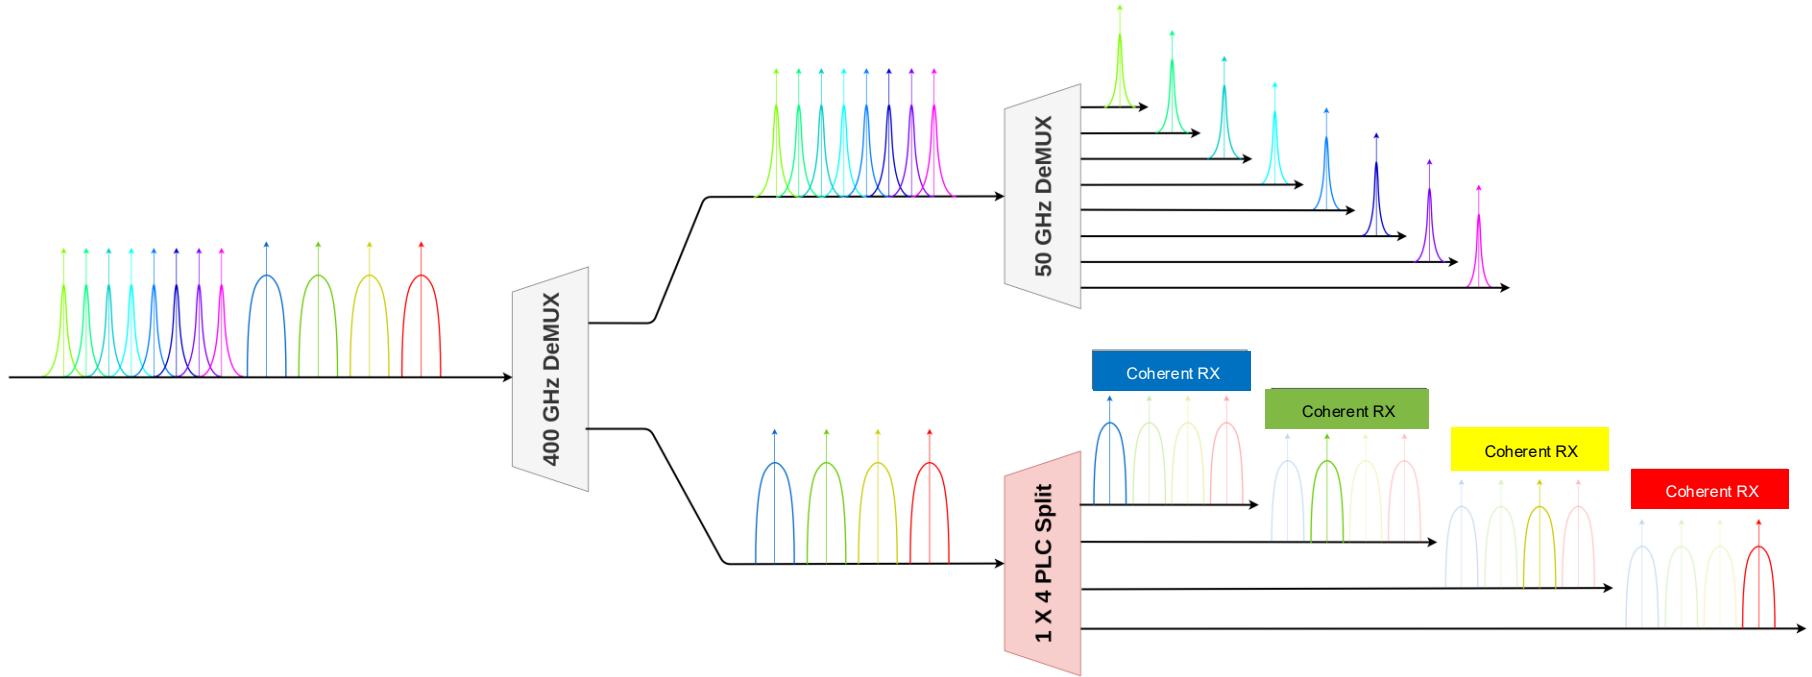 400 GHz DeMUX
50 GHz DeMUX
1 X 4 PLC Split
Coherent RX
Coherent RX
Coherent RX
Coherent RX